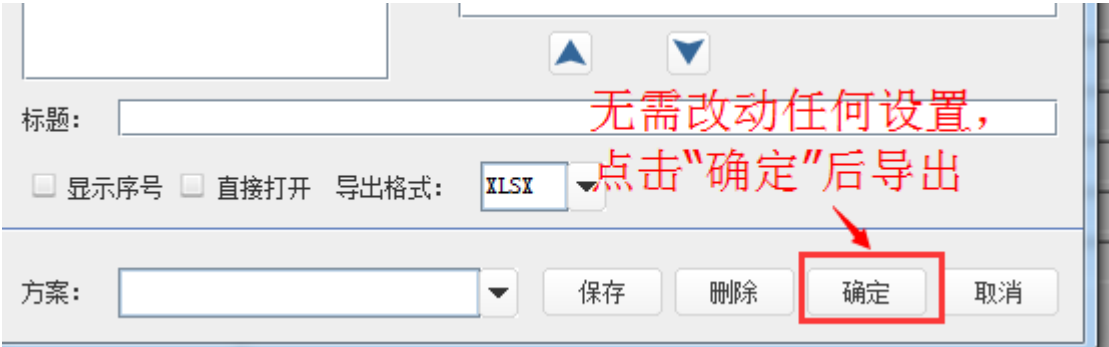 标题:
无需改动任何设置，
点击“确定”后导出
显示序号 直接打开 导出格式: XLSX
方案: 保存 删除 确定 取消